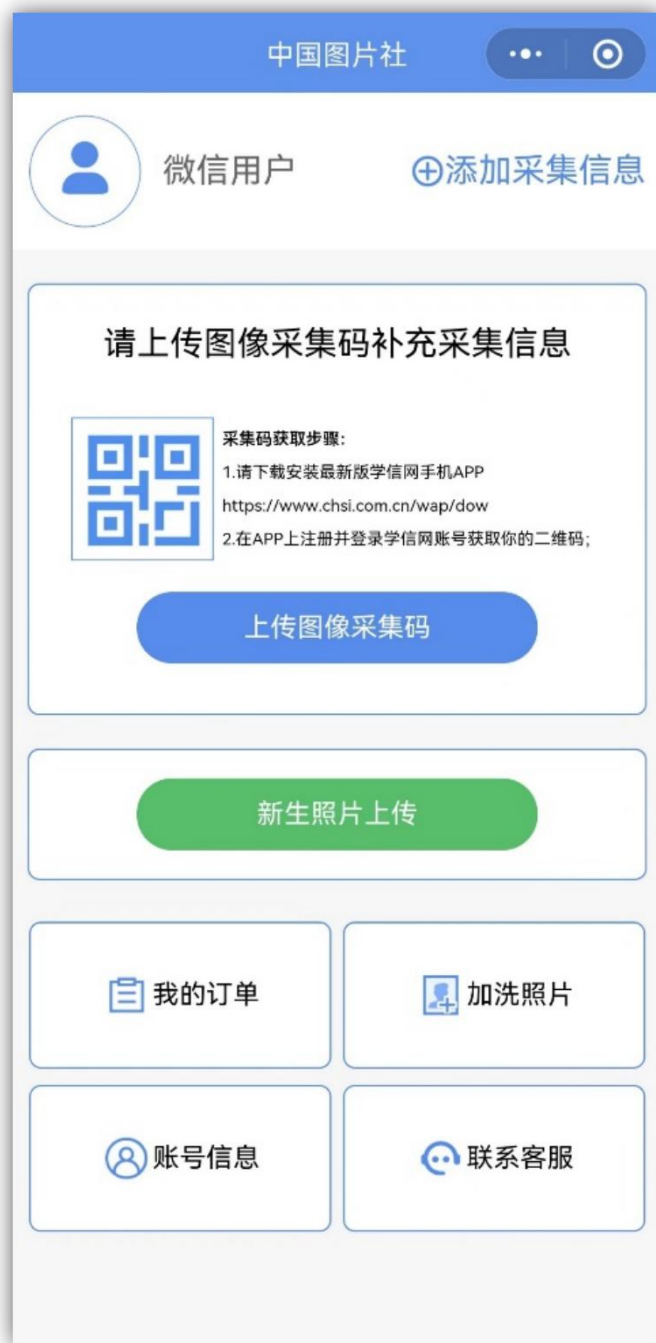 中国图片社
微信用户
添加采集信息
请上传图像采集码补充采集信息
采集码获取步骤:
1.请下载安装最新版学信网手机APP
https://www.chsi.com.cn/wap/dow
2.在APP上注册并登录学信网账号获取你的二维码;
上传图像采集码
新生照片上传
我的订单
加洗照片
账号信息
联系客服